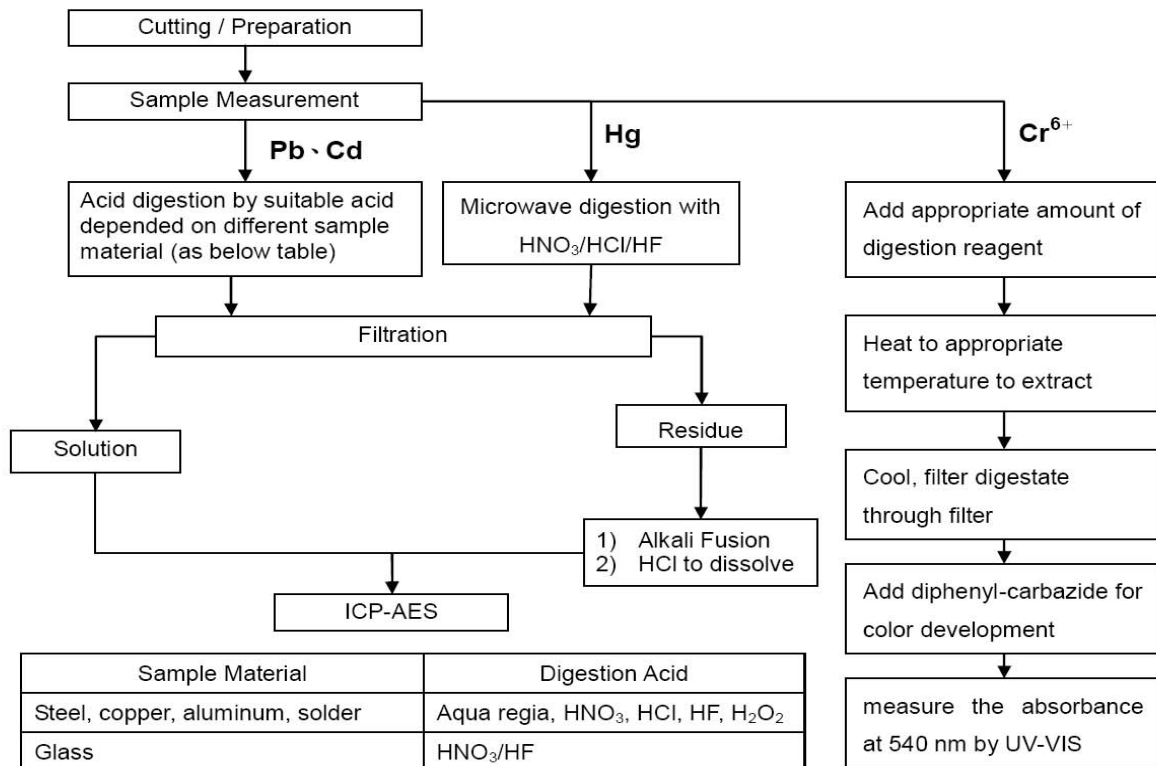 Cutting / Preparation
Sample Measurement
Pb、Cd
Hg
Cr⁶⁺
Acid digestion by suitable acid
depended on different sample
material (as below table)
Microwave digestion with
HNO₃/HCl/HF
Add appropriate amount of
digestion reagent
Filtration
Heat to appropriate
temperature to extract
Solution
Residue
Cool, filter digestate
through filter
1) Alkali Fusion
2) HCl to dissolve
ICP-AES
Add diphenyl-carbazide for
color development
Sample Material Digestion Acid
Steel, copper, aluminum, solder Aqua regia, HNO₃, HCl, HF, H₂O₂
Glass HNO₃/HF
measure the absorbance
at 540 nm by UV-VIS